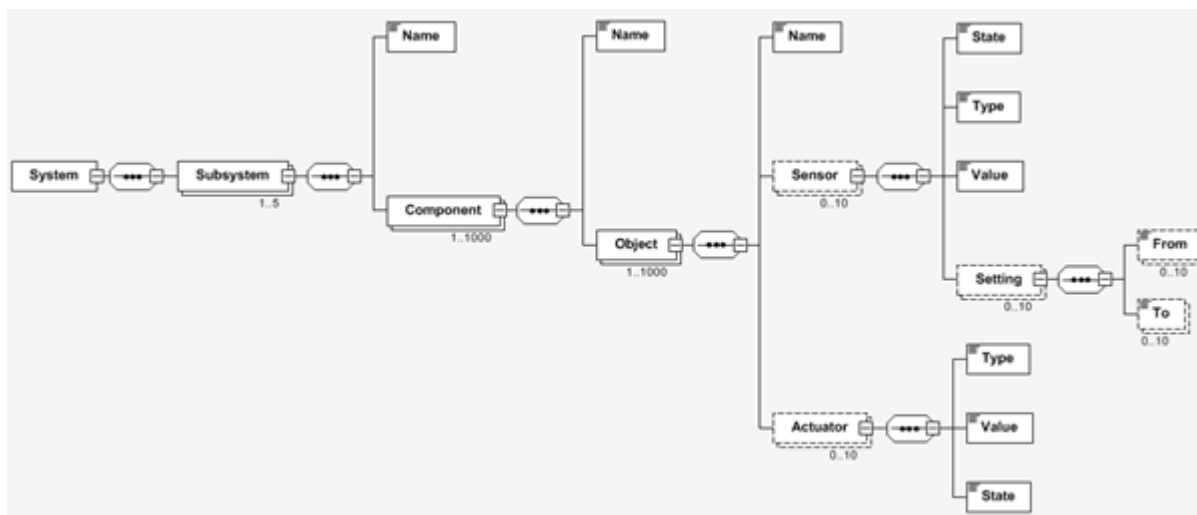 Name
Name
Name
State
Type
System
Subsystem
1..5
Sensor
0..10
Value
Component
1..1000
Object
1..1000
From
0..10
Setting
0..10
To
0..10
Type
Actuator
0..10
Value
State